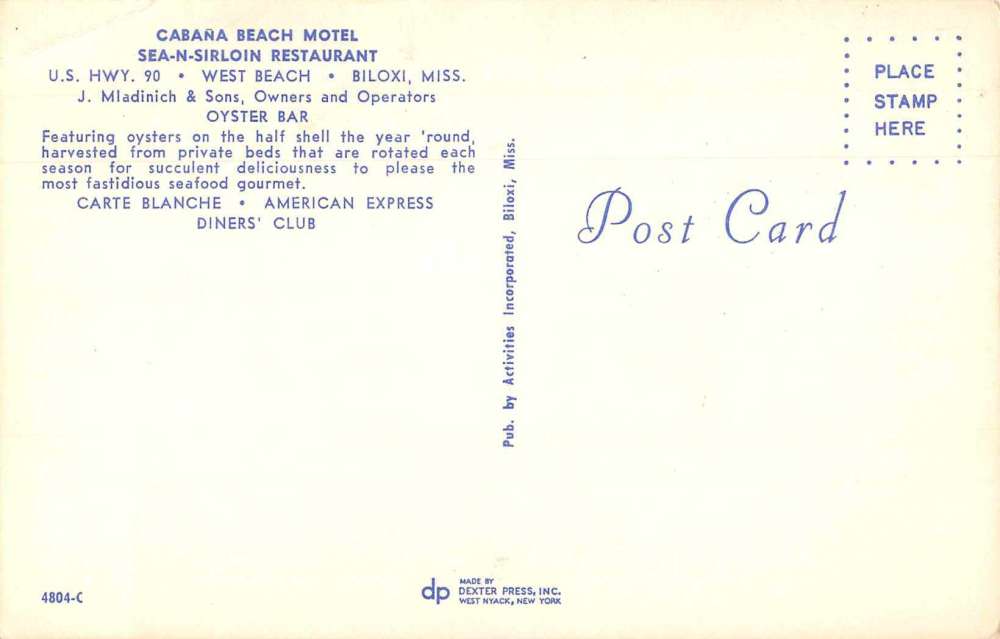 CABAÑA BEACH MOTEL
SEA-N-SIRLOIN RESTAURANT
U.S. HWY. 90 • WEST BEACH • BILOXI, MISS.
J. Mladinich & Sons, Owners and Operators
OYSTER BAR
Featuring oysters on the half shell the year 'round,
harvested from private beds that are rotated each
season for succulent deliciousness to please the
most fastidious seafood gourmet.
CARTE BLANCHE • AMERICAN EXPRESS
DINERS' CLUB
4804-C
Pub. by Activities Incorporated, Biloxi, Miss.
dp
MADE BY
DEXTER PRESS, INC.
WEST NYACK, NEW YORK
PLACE
STAMP
HERE
Post Card